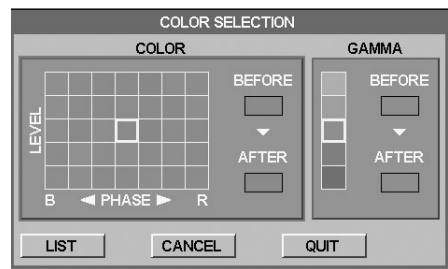 COLOR SELECTION
COLOR
GAMMA
BEFORE
AFTER
LEVEL
B ◀ PHASE ▶ R
BEFORE
AFTER
LIST
CANCEL
QUIT